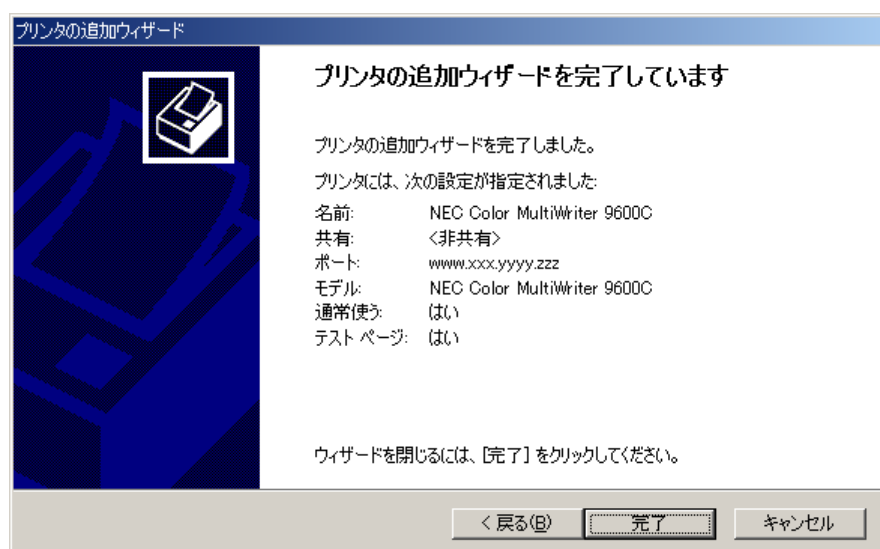 プリンタの追加ウィザード
プリンタの追加ウィザードを完了しています
プリンタの追加ウィザードを完了しました。
プリンタには、次の設定が指定されました:
名前: NEC Color MultiWriter 9600C
共有: <非共有>
ポート: www.xxx.yyyy.zzz
モデル: NEC Color MultiWriter 9600C
通常使う: はい
テスト ページ: はい
ウィザードを閉じるには、[完了] をクリックしてください。
< 戻る(B) 完了 キャンセル